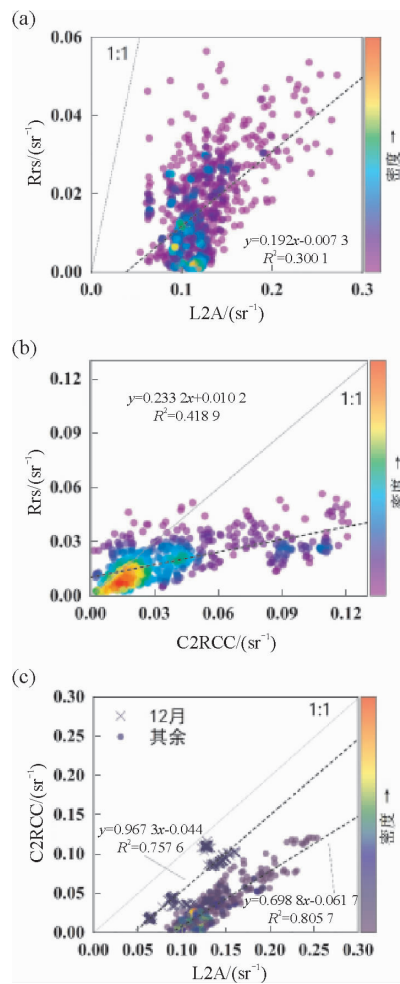 (a)
0.06
1:1
0.04
Rrs/(sr⁻¹)
0.02
密度 →
y=0.192x-0.007 3
R²=0.300 1
0.00
0.0 0.1 0.2 0.3
L2A/(sr⁻¹)
(b)
0.12
y=0.233 2x+0.010 2
R²=0.418 9
1:1
0.09
Rrs/(sr⁻¹)
0.06
密度 →
0.03
0.00
0.00 0.03 0.06 0.09 0.12
C2RCC/(sr⁻¹)
(c)
0.30
12月
1:1
0.25
其余
0.20
C2RCC/(sr⁻¹)
0.15
密度 →
y=0.967 3x-0.044
R²=0.757 6
0.10
0.05
y=0.698 8x-0.061 7
R²=0.805 7
0.00
0.00 0.05 0.10 0.15 0.20 0.25 0.30
L2A/(sr⁻¹)